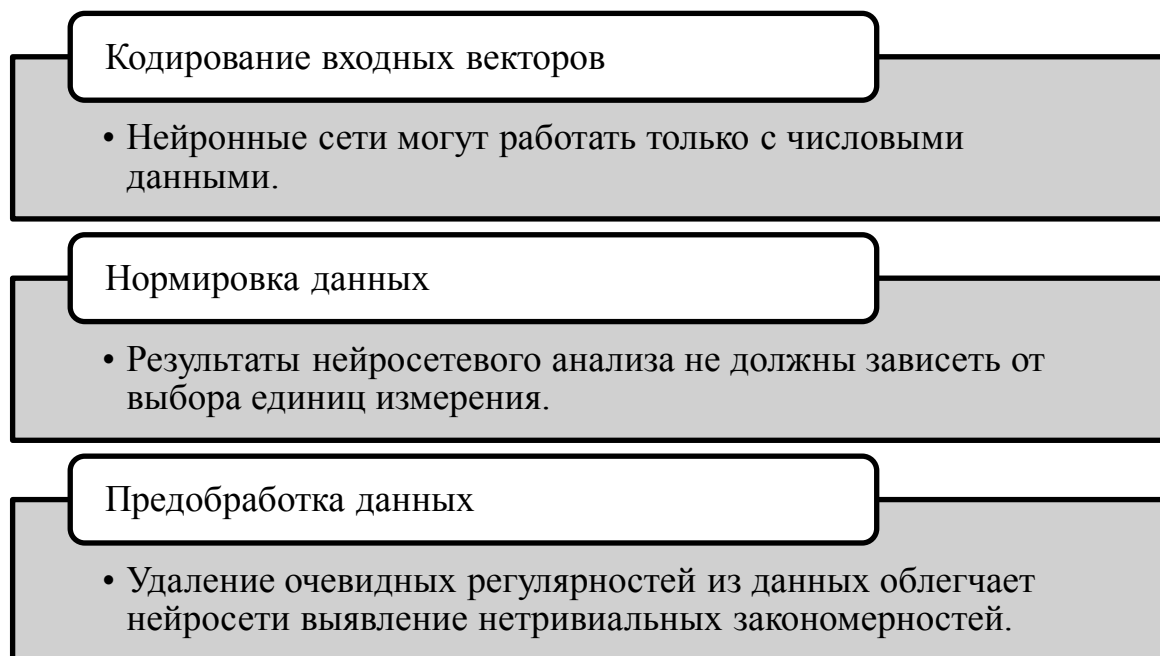 Кодирование входных векторов
• Нейронные сети могут работать только с числовыми
данными.
Нормировка данных
• Результаты нейросетевого анализа не должны зависеть от
выбора единиц измерения.
Предобработка данных
• Удаление очевидных регулярностей из данных облегчает
нейросети выявление нетривиальных закономерностей.